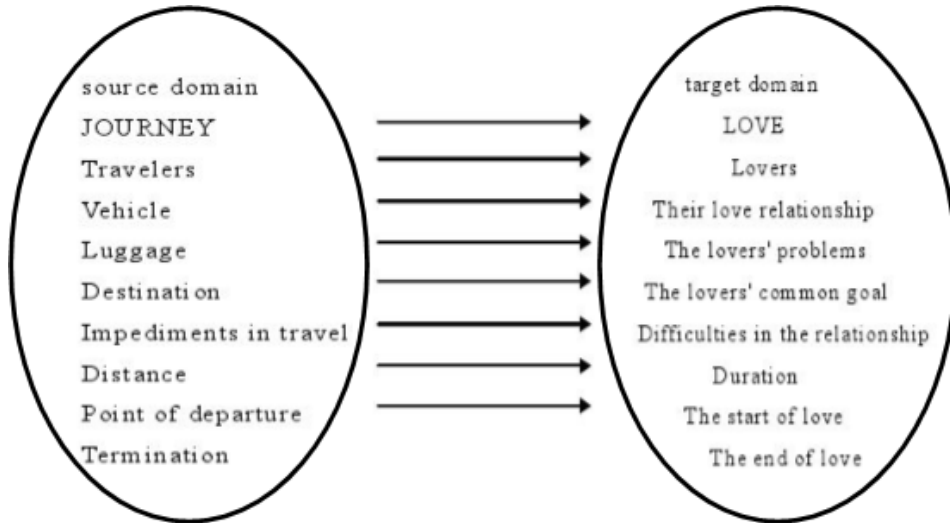 source domain
JOURNEY
Travelers
Vehicle
Luggage
Destination
Impediments in travel
Distance
Point of departure
Termination
target domain
LOVE
Lovers
Their love relationship
The lovers' problems
The lovers' common goal
Difficulties in the relationship
Duration
The start of love
The end of love